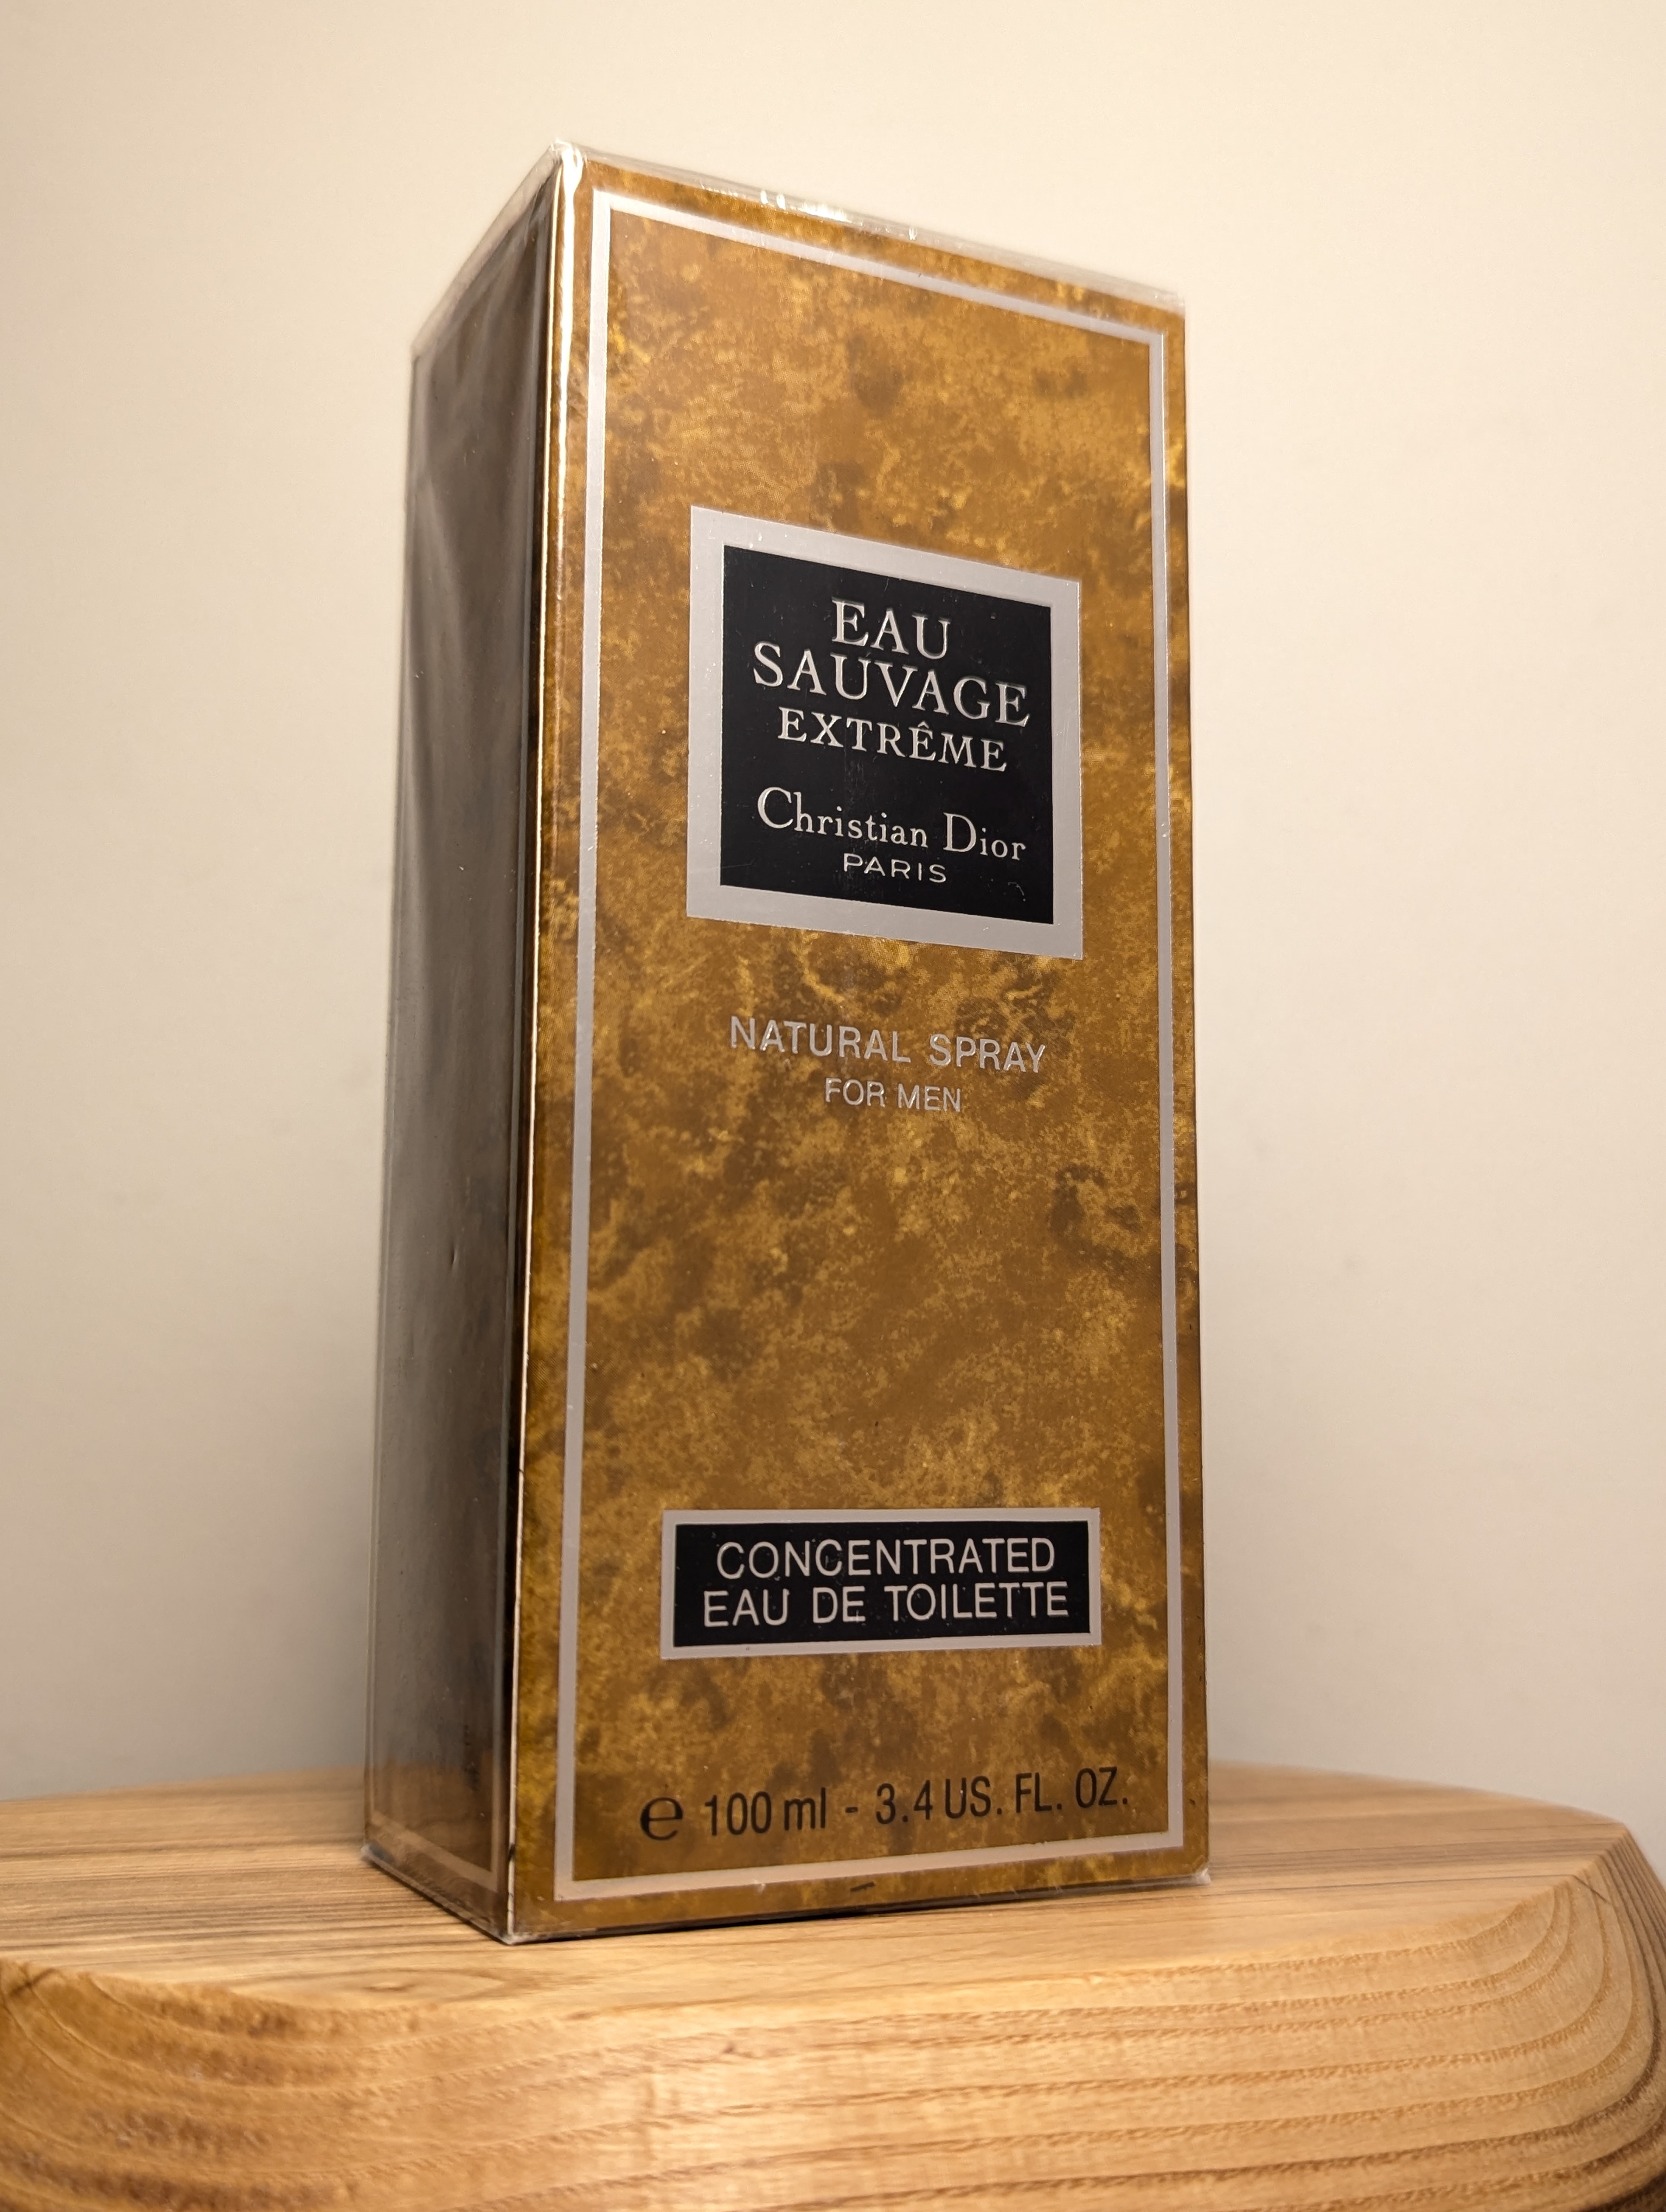 EAU
SAUVAGE
EXTRÊME
Christian Dior
PARIS
NATURAL SPRAY
FOR MEN
CONCENTRATED
EAU DE TOILETTE
e 100 ml - 3.4 US. FL. OZ.